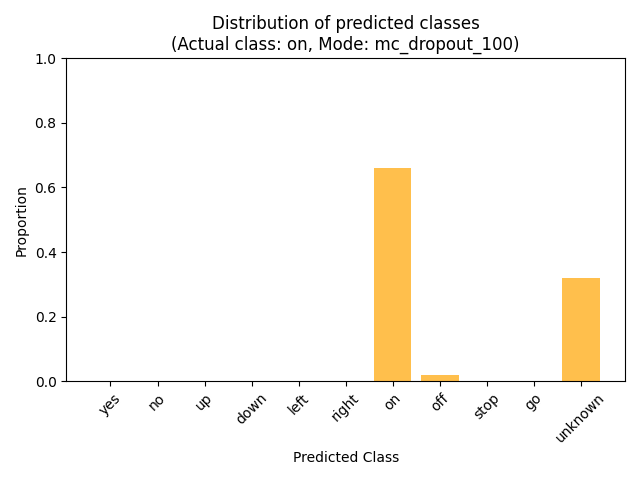 Distribution of predicted classes
(Actual class: on, Mode: mc_dropout_100)
1.0
0.8
0.6
0.4
0.2
0.0
Proportion
yes
no
up
down
left
right
on
off
stop
go
unknown
Predicted Class